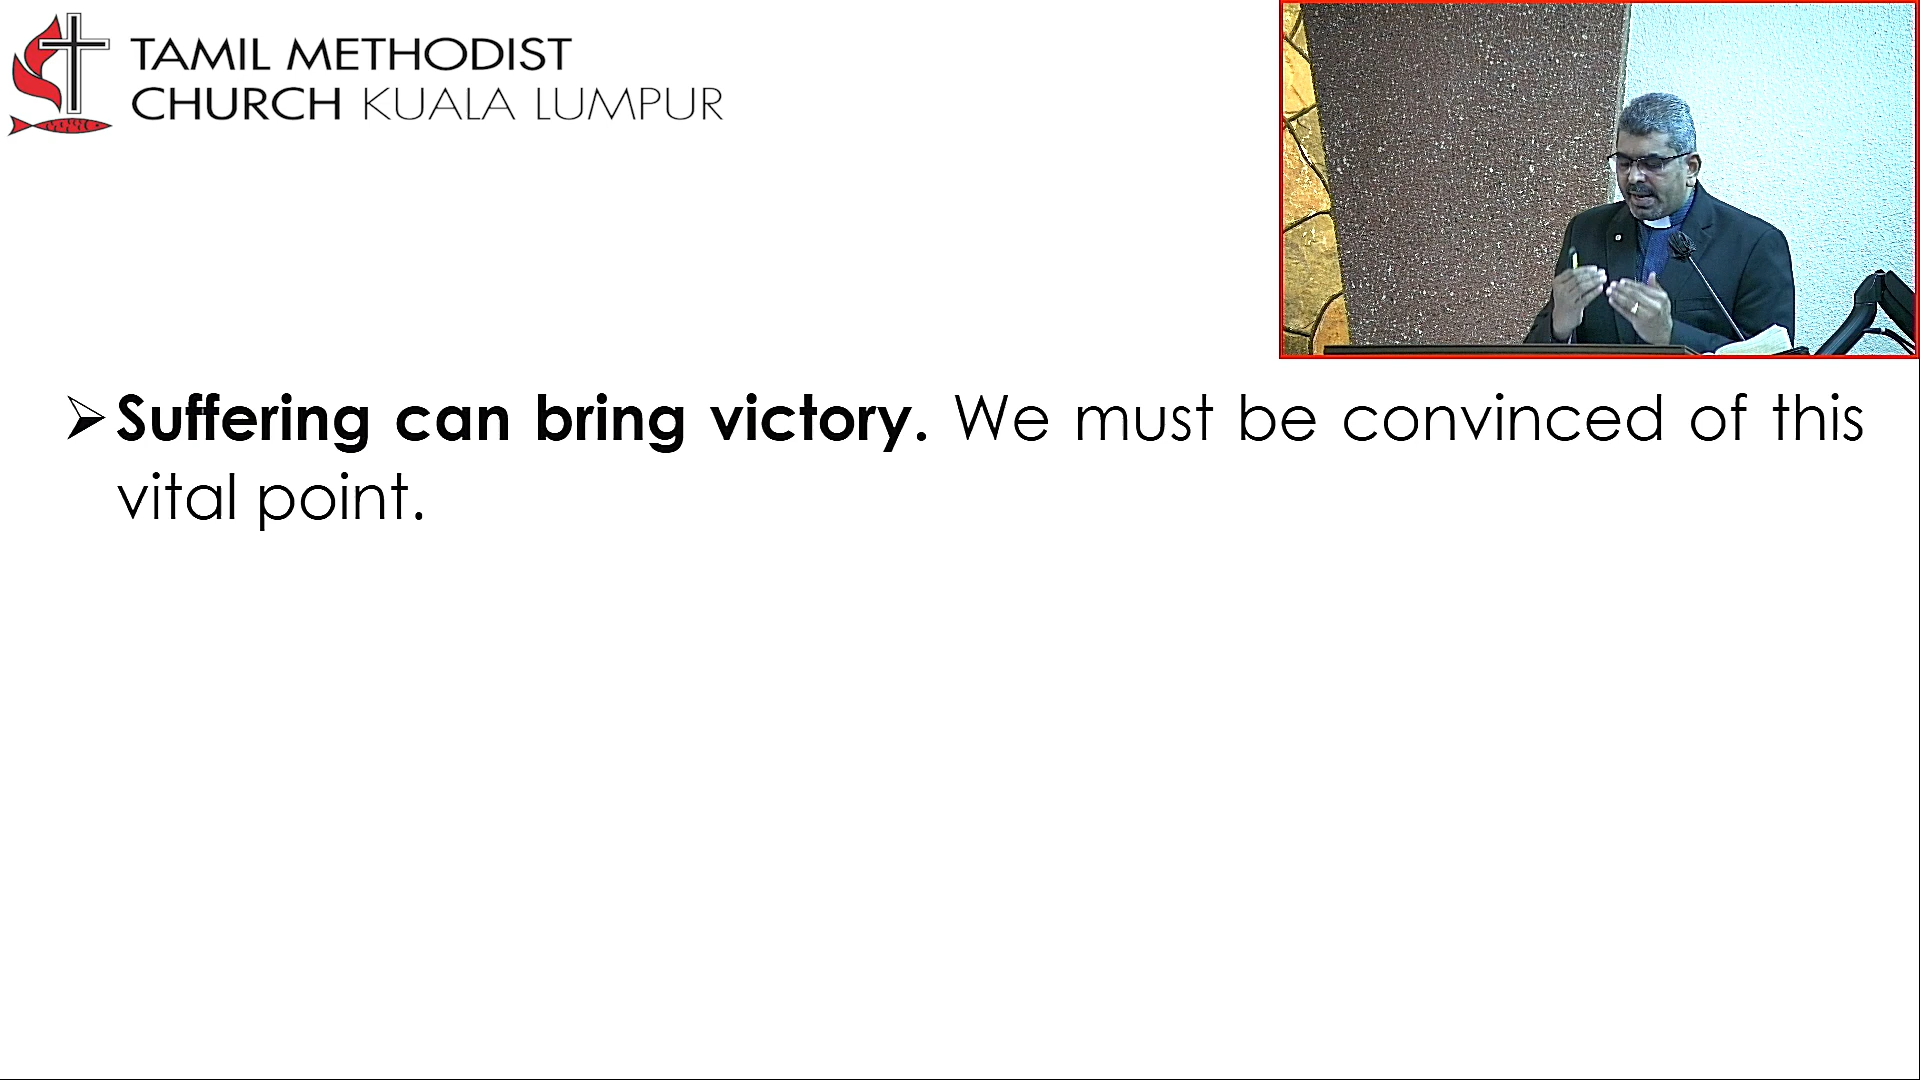 TAMIL METHODIST
CHURCH KUALA LUMPUR
➢ Suffering can bring victory. We must be convinced of this
vital point.